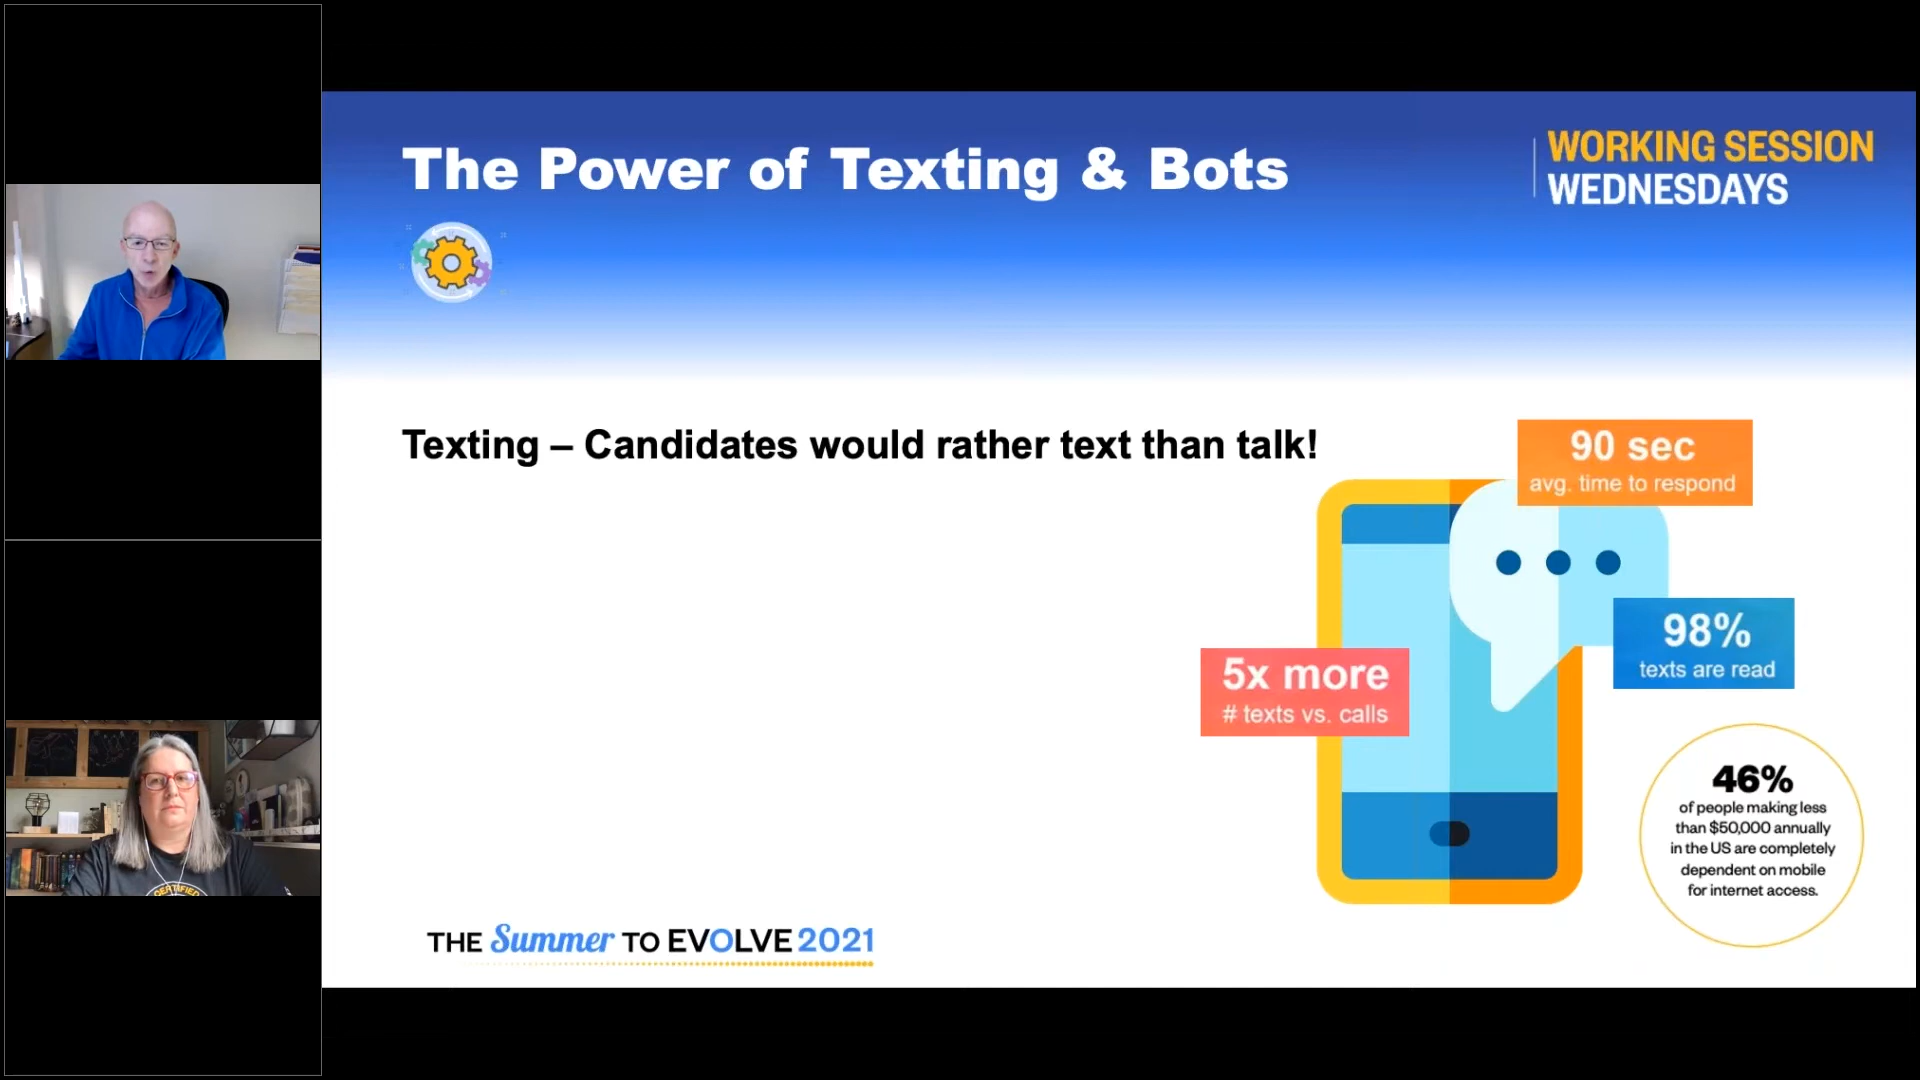 The Power of Texting & Bots
WORKING SESSION
WEDNESDAYS
Texting – Candidates would rather text than talk!
90 sec
avg. time to respond
98%
texts are read
5x more
# texts vs. calls
46%
of people making less
than $50,000 annually
in the US are completely
dependent on mobile
for internet access.
THE Summer TO EVOLVE 2021
CERTIFIED